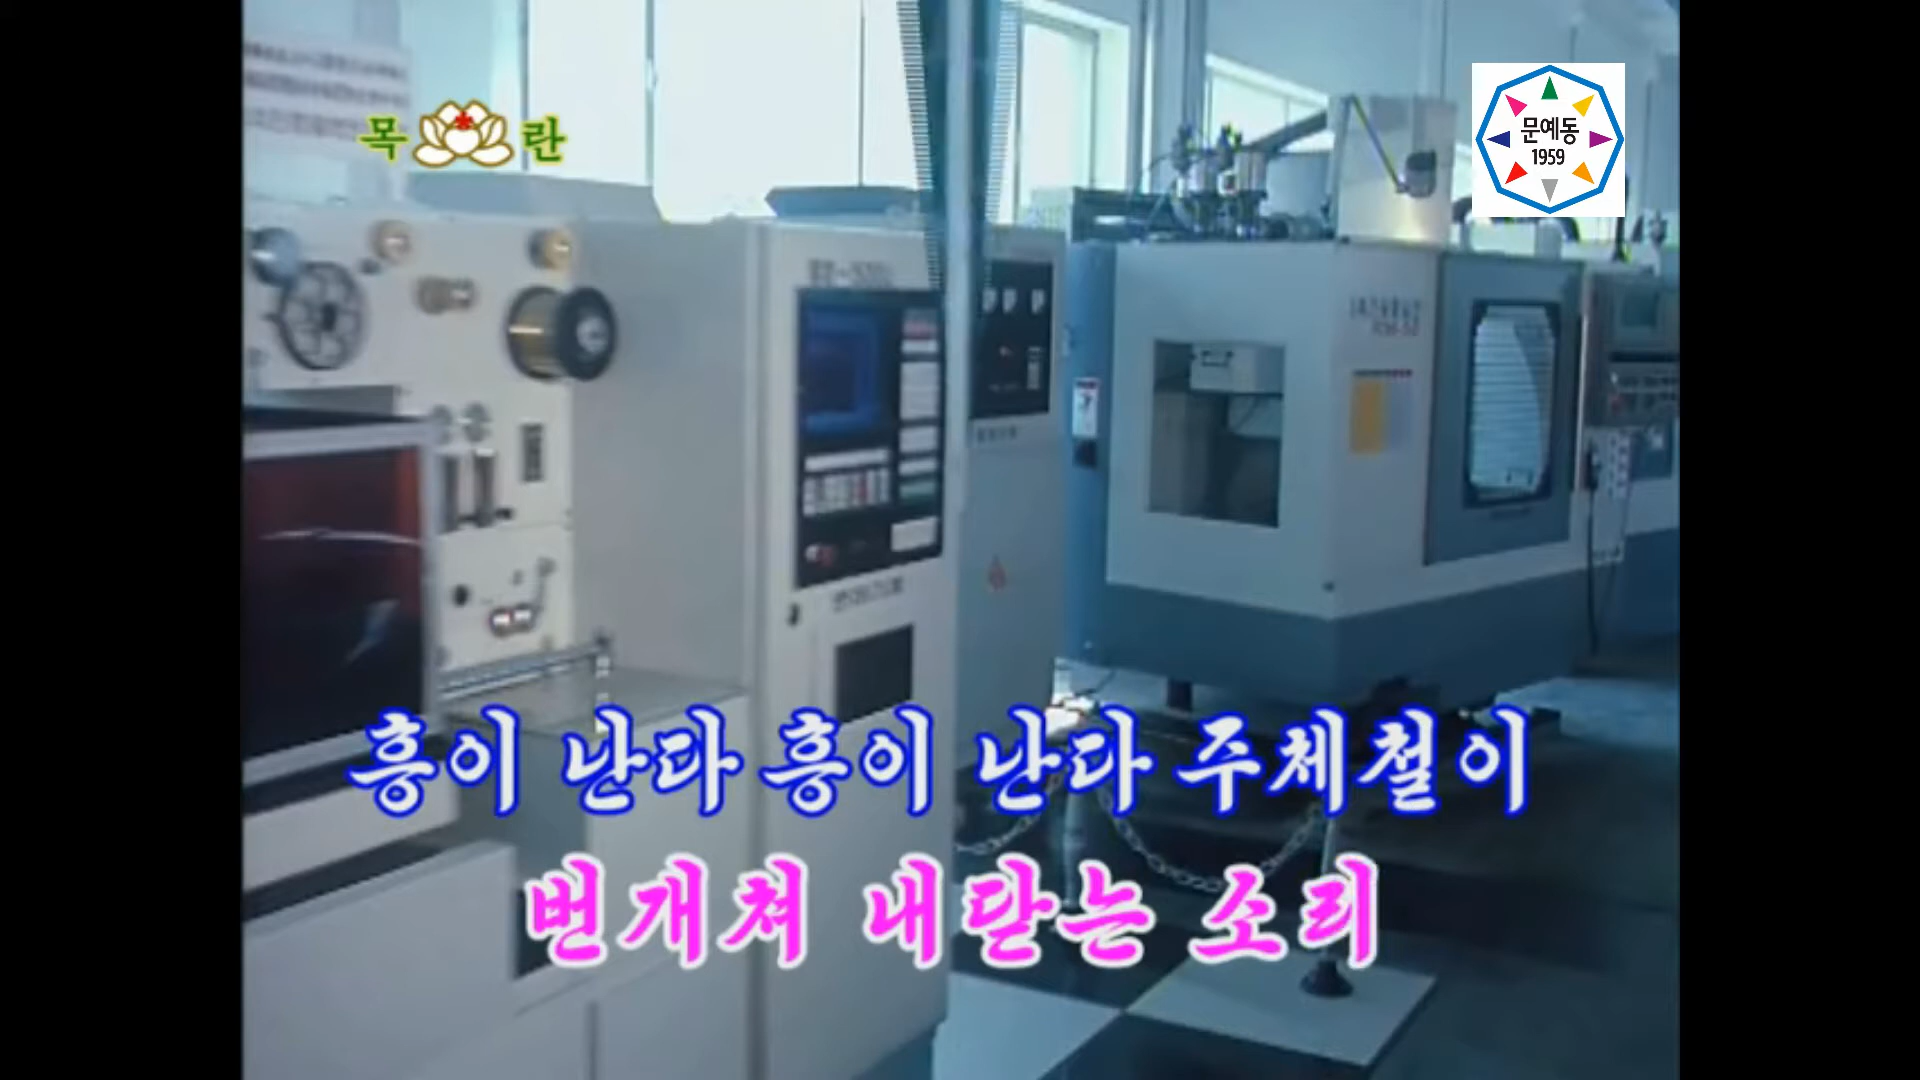 목란
문예동
1959
흥이 난다 흥이 난다 주체철이
번개쳐 내닫는 소리